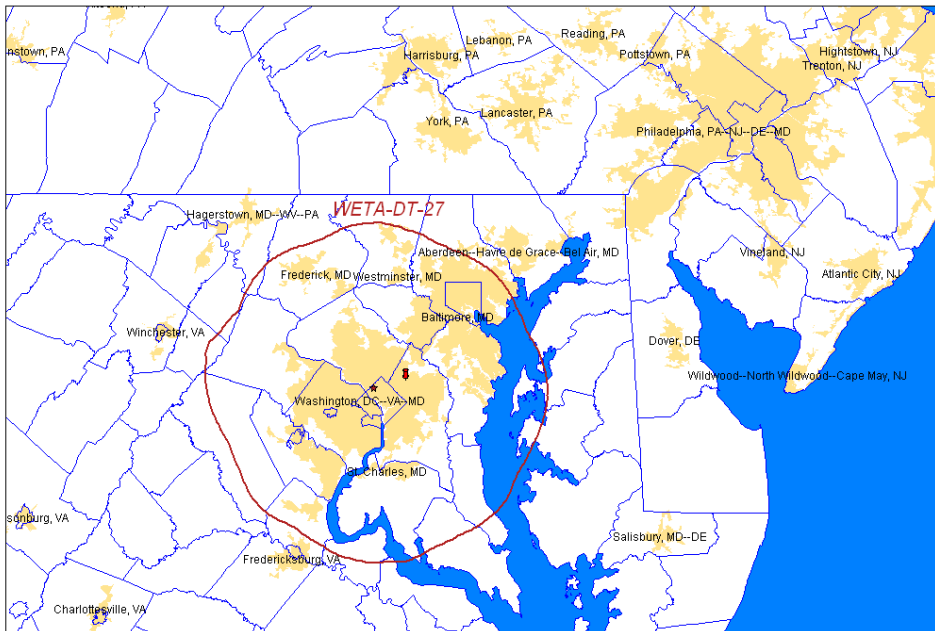 nstown, PA
Lebanon, PA
Reading, PA
Harrisburg, PA
Pottstown, PA
Hightstown, NJ
Trenton, NJ
York, PA
Lancaster, PA
Philadelphia, PA--NJ--DE--MD
WETA-DT-27
Hagerstown, MD--WV--PA
Aberdeen--Havre de Grace--Bel Air, MD
Vineland, NJ
Frederick, MD
Westminster, MD
Atlantic City, NJ
Baltimore, MD
Winchester, VA
Dover, DE
Wildwood--North Wildwood--Cape May, NJ
Washington, DC--VA--MD
St. Charles, MD
sonburg, VA
Salisbury, MD--DE
Fredericksburg, VA
Charlottesville, VA